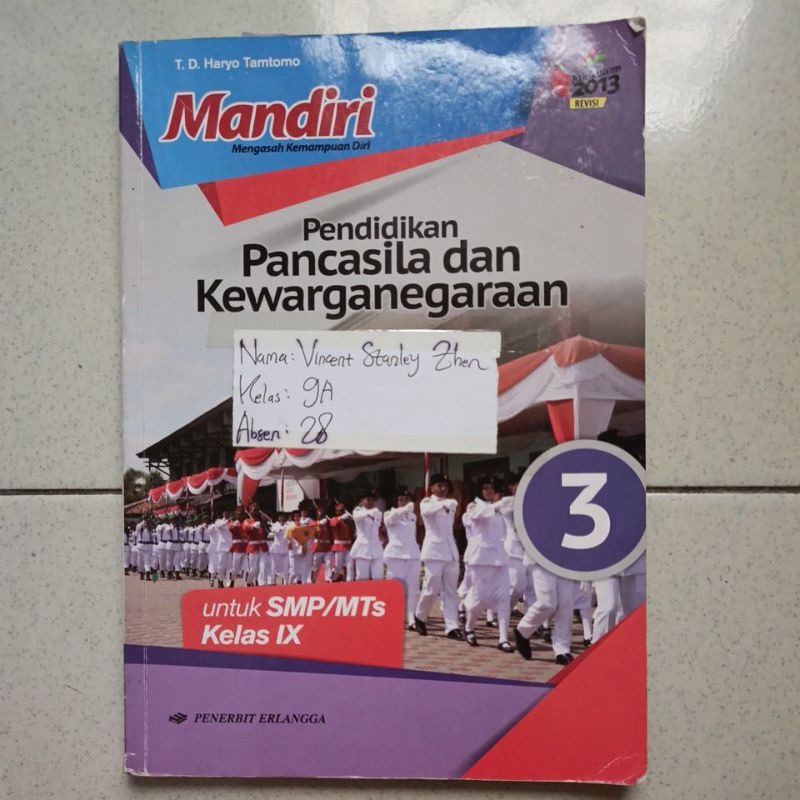 T. D. Haryo Tamtomo
Mandiri
Mengasah Kemampuan Diri
Kurikulum
2013
REVISI
Pendidikan
Pancasila dan
Kewarganegaraan
Nama: Vincent Stanley Zhen
Kelas: 9A
Absen: 28
3
untuk SMP/MTs
Kelas IX
PENERBIT ERLANGGA